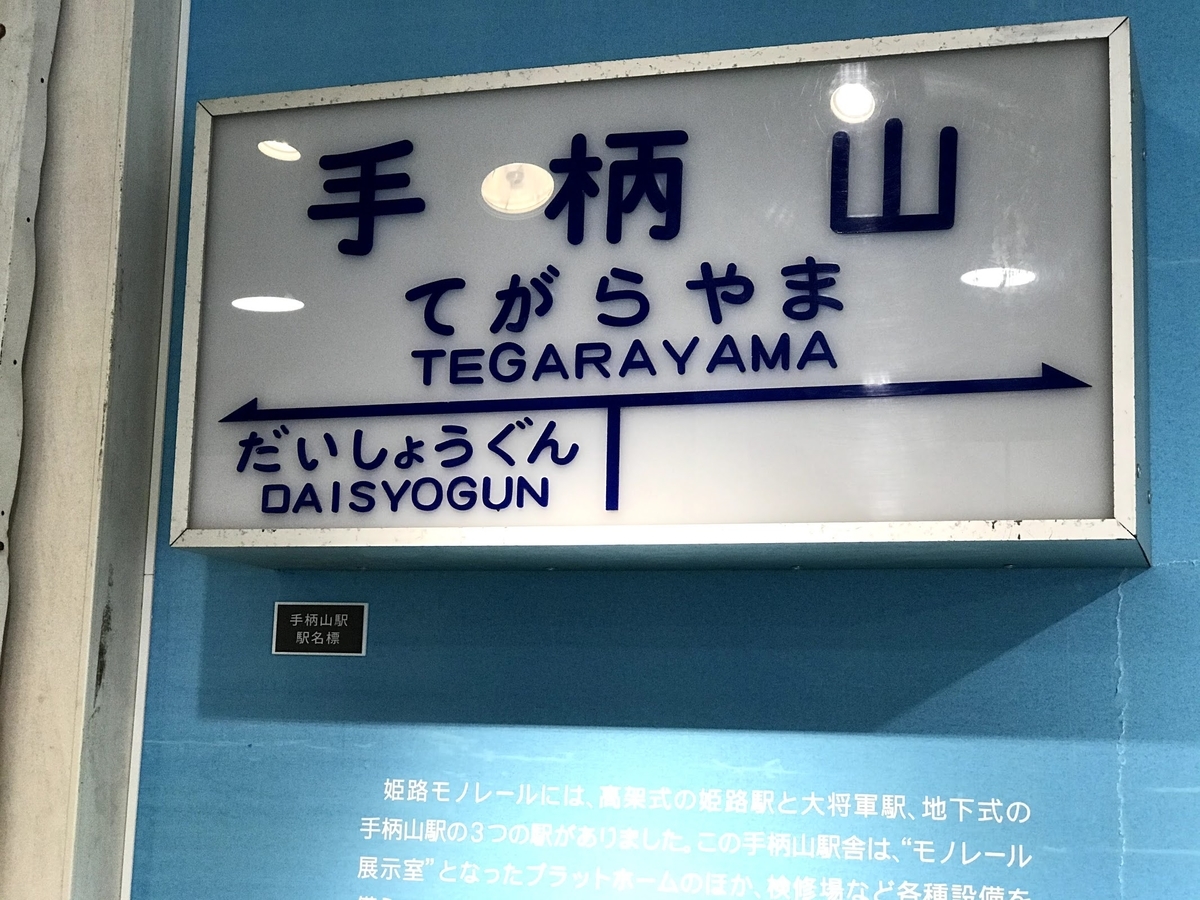 手柄山
てがらやま
TEGARAYAMA
だいしょうぐん
DAISYOGUN
手柄山駅
駅名標
姫路モノレールには、高架式の姫路駅と大将軍駅、地下式の
手柄山駅の3つの駅がありました。この手柄山駅舎は、“モノレール
展示室”となったプラットホームのほか、検修場など各種設備を